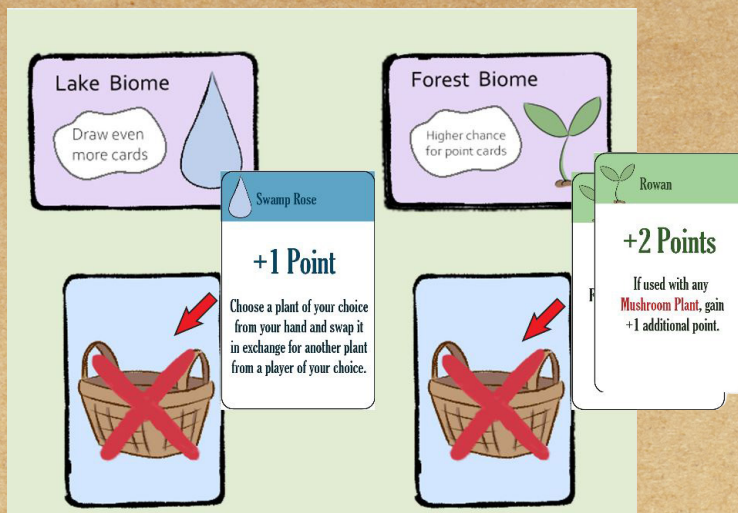 Lake Biome
Draw even
more cards
Forest Biome
Higher chance
for point cards
Swamp Rose
+1 Point
Choose a plant of your choice
from your hand and swap it
in exchange for another plant
from a player of your choice.
Rowan
+2 Points
If used with any
Mushroom Plant, gain
+1 additional point.